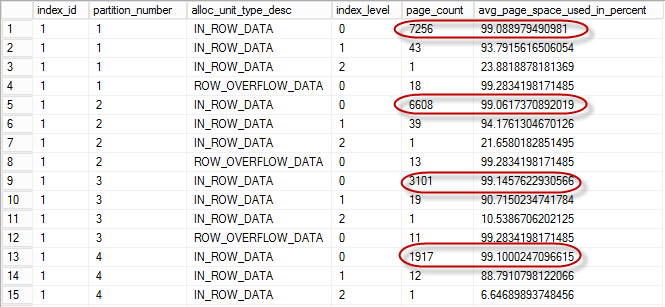 index_id partition_number alloc_unit_type_desc index_level page_count avg_page_space_used_in_percent
1 1 1 IN_ROW_DATA 0 7256 99.088979490981
2 1 1 IN_ROW_DATA 1 43 93.7915616506054
3 1 1 IN_ROW_DATA 2 1 23.8818878181369
4 1 1 ROW_OVERFLOW_DATA 0 18 99.2834198171485
5 1 2 IN_ROW_DATA 0 6608 99.0617370892019
6 1 2 IN_ROW_DATA 1 39 94.1761304670126
7 1 2 IN_ROW_DATA 2 1 21.6580182851495
8 1 2 ROW_OVERFLOW_DATA 0 13 99.2834198171485
9 1 3 IN_ROW_DATA 0 3101 99.1457622930566
10 1 3 IN_ROW_DATA 1 19 90.7150234741784
11 1 3 IN_ROW_DATA 2 1 10.5386706202125
12 1 3 ROW_OVERFLOW_DATA 0 11 99.2834198171485
13 1 4 IN_ROW_DATA 0 1917 99.1000247096615
14 1 4 IN_ROW_DATA 1 12 88.7910798122066
15 1 4 IN_ROW_DATA 2 1 6.64689893748456